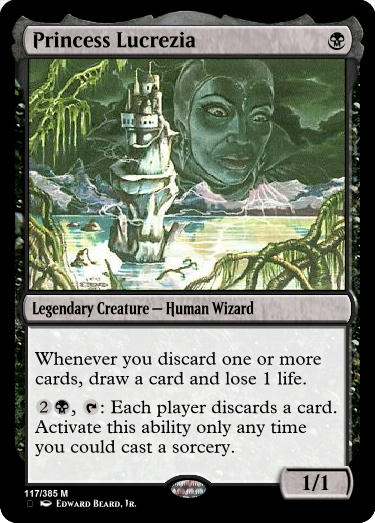 Princess Lucrezia
Legendary Creature — Human Wizard
Whenever you discard one or more
cards, draw a card and lose 1 life.
2 , : Each player discards a card.
Activate this ability only any time
you could cast a sorcery.
1/1
117/385 M
Edward Beard, Jr.